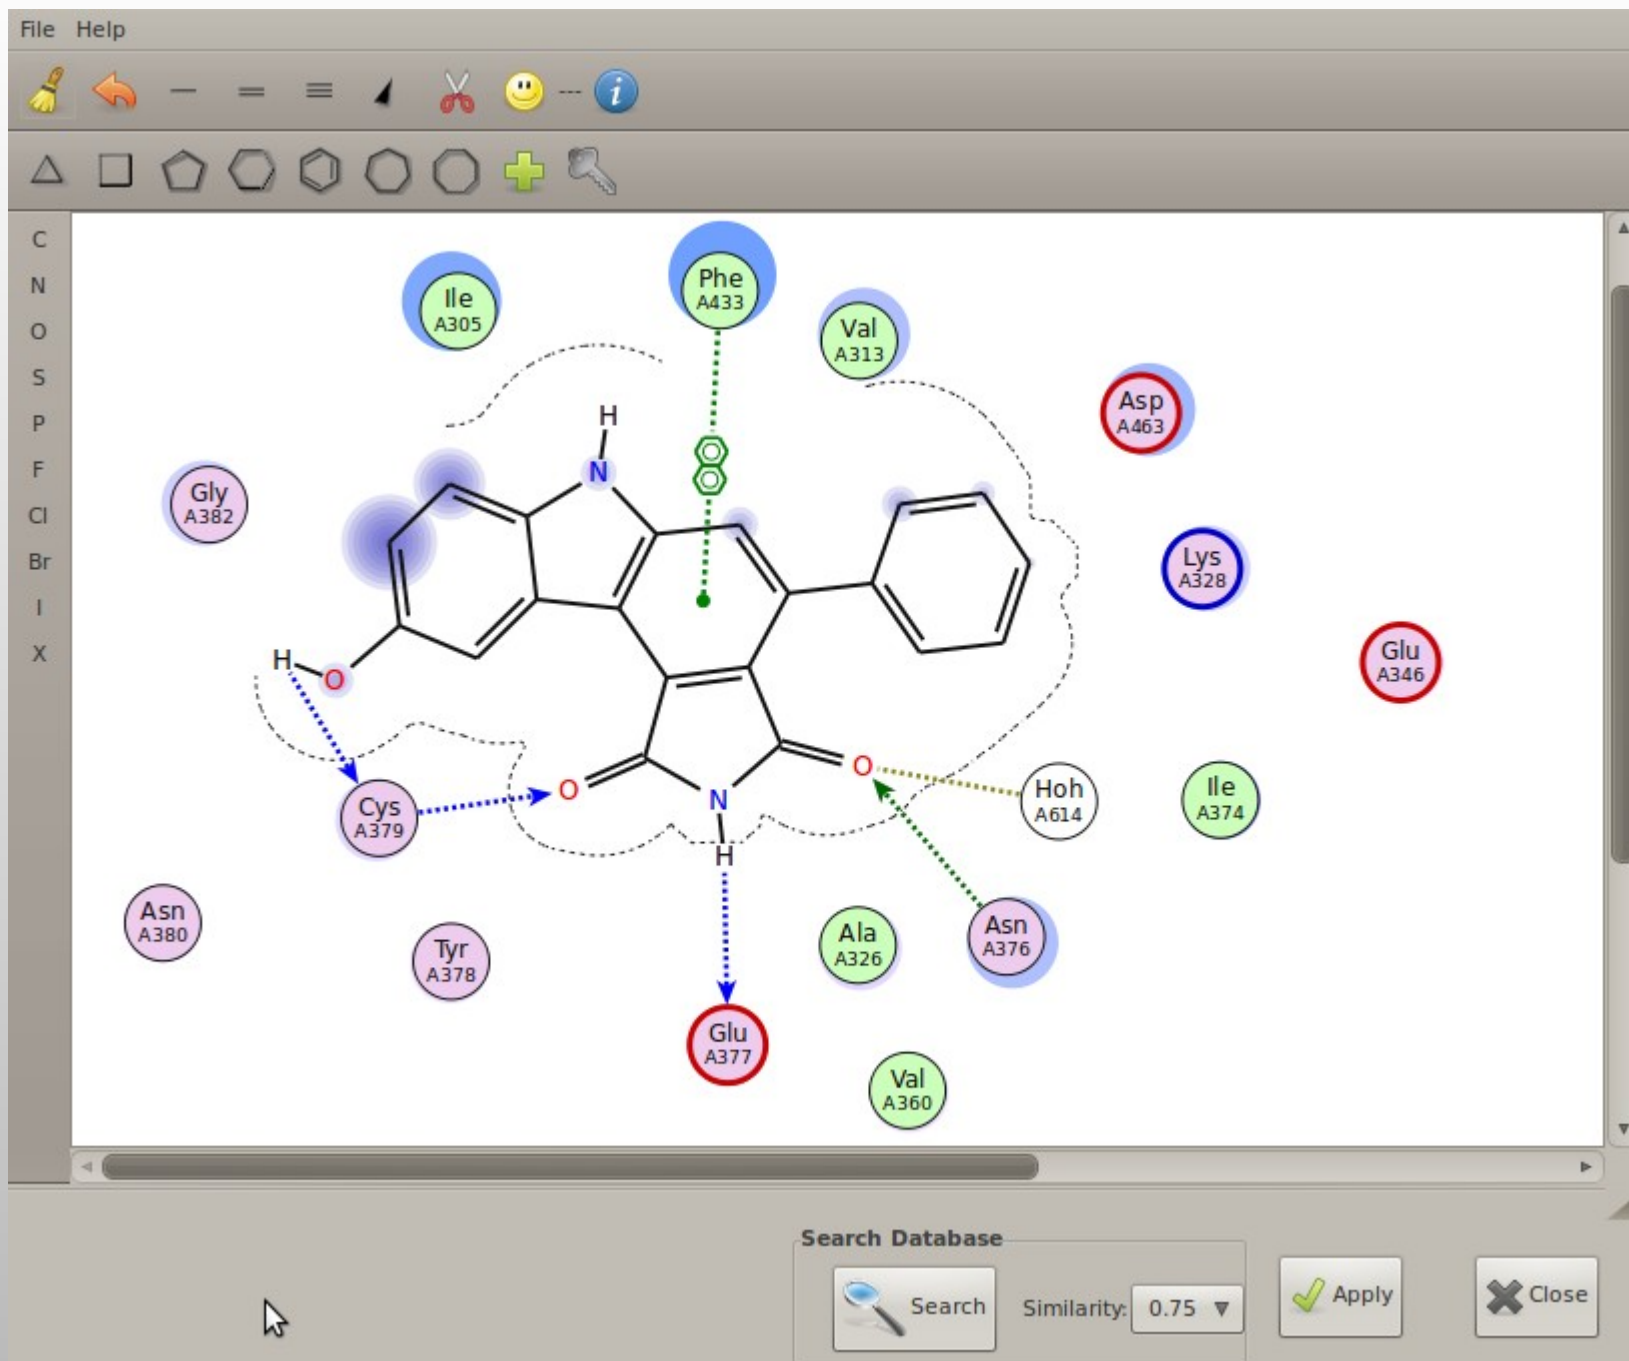 File Help
C
N
O
S
P
F
Cl
Br
I
X
Ile
A305
Phe
A433
Val
A313
Asp
A463
Gly
A382
Lys
A328
Glu
A346
H
N
H
O
O
N
H
O
Hoh
A614
Ile
A374
Cys
A379
Asn
A380
Tyr
A378
Ala
A326
Asn
A376
Glu
A377
Val
A360
Search Database
Search
Similarity: 0.75
Apply
Close